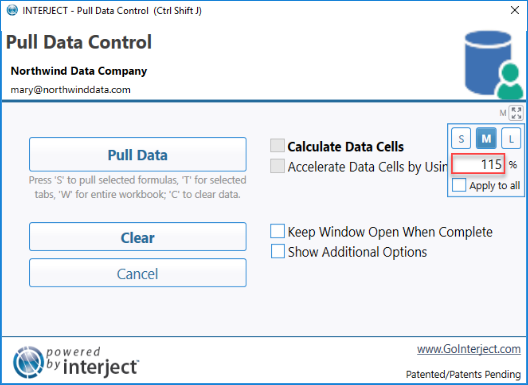 INTERJECT - Pull Data Control (Ctrl Shift J)
Pull Data Control
Northwind Data Company
mary@northwinddata.com
M
S M L
115 %
Apply to all
Pull Data
Press 'S' to pull selected formulas, 'T' for selected
tabs, 'W' for entire workbook; 'C' to clear data.
Clear
Cancel
Calculate Data Cells
Accelerate Data Cells by Usin
Keep Window Open When Complete
Show Additional Options
powered
by interject
www.GoInterject.com
Patented/Patents Pending